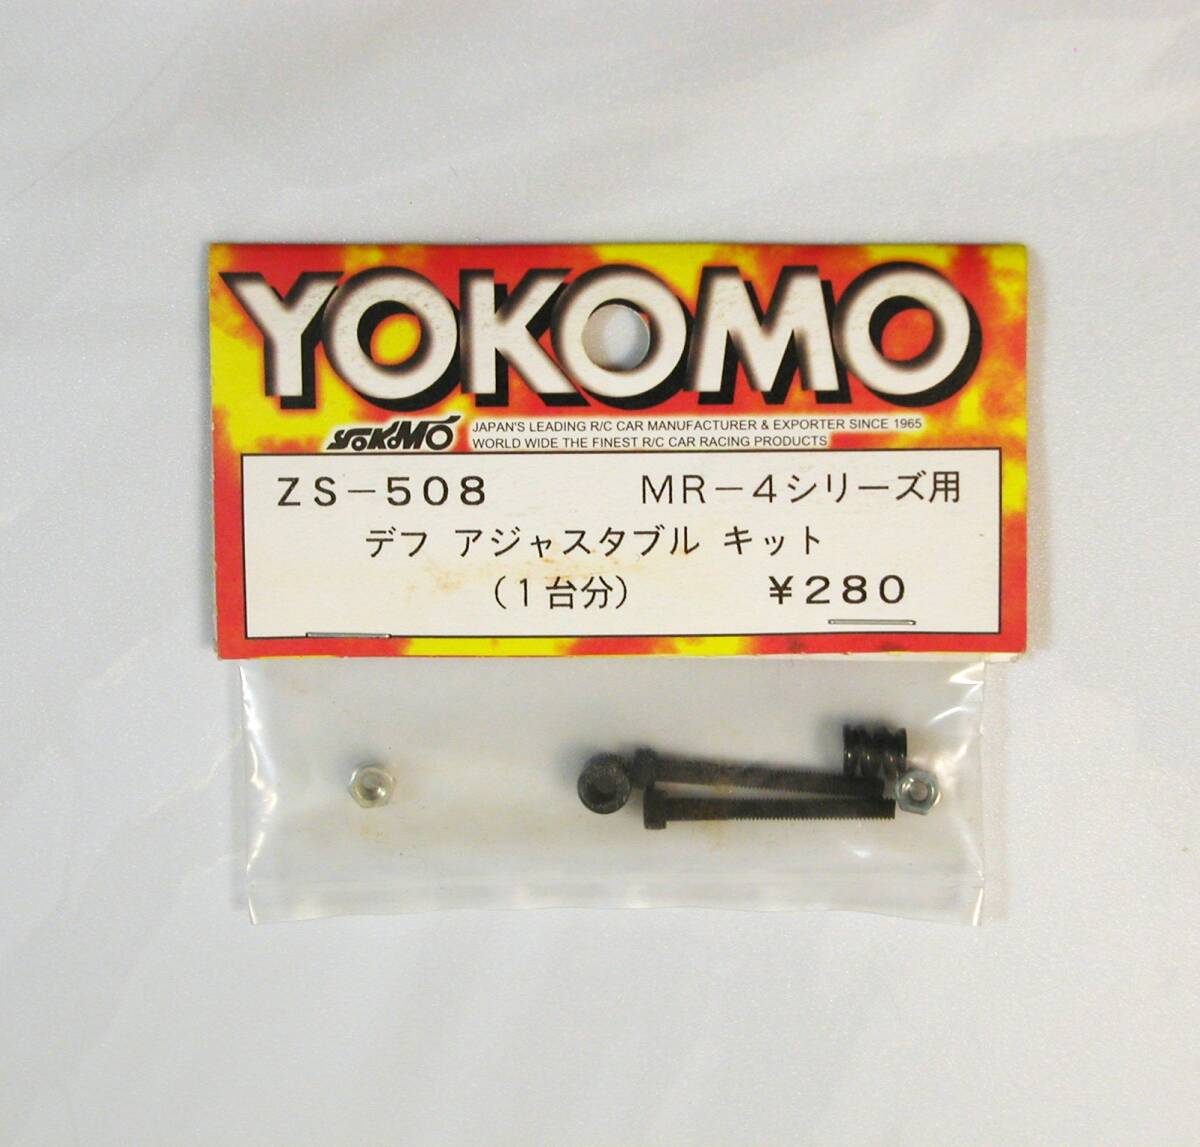 YOKOMO
YOKOMO JAPAN'S LEADING R/C CAR MANUFACTURER & EXPORTER SINCE 1965
WORLD WIDE THE FINEST R/C CAR RACING PRODUCTS
ZS-508 MR-4シリーズ用
デフ アジャスタブル キット
(1台分) ¥280